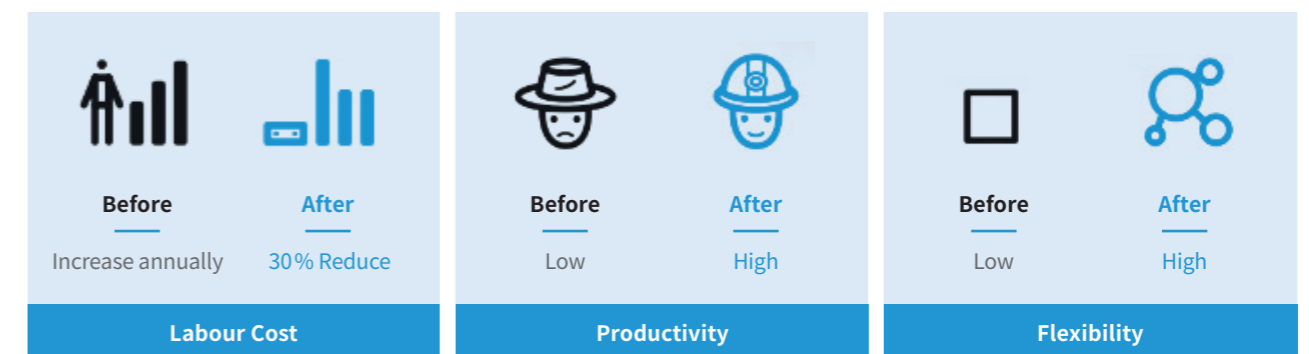 Before
After
Increase annually
30% Reduce
Labour Cost
Before
After
Low
High
Productivity
Before
After
Low
High
Flexibility